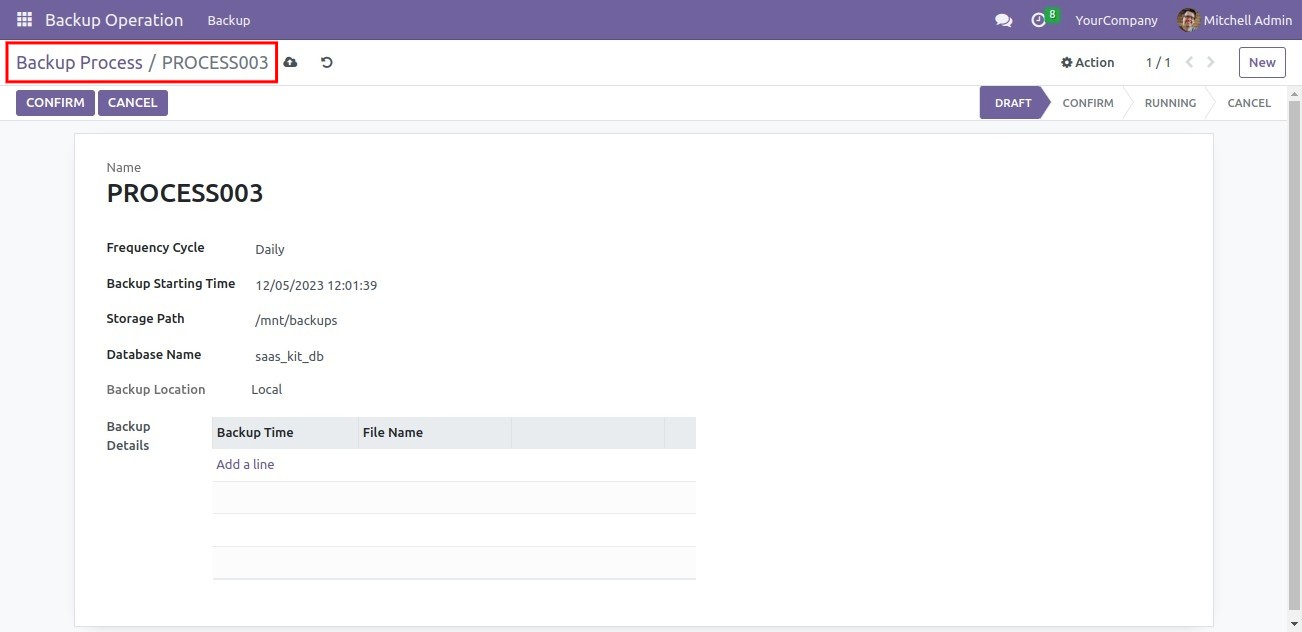 Backup Operation Backup 8 YourCompany Mitchell Admin
Backup Process / PROCESS003 Action 1 / 1 New
CONFIRM CANCEL DRAFT CONFIRM RUNNING CANCEL
Name
PROCESS003
Frequency Cycle Daily
Backup Starting Time 12/05/2023 12:01:39
Storage Path /mnt/backups
Database Name saas_kit_db
Backup Location Local
Backup
Details
Backup Time File Name
Add a line